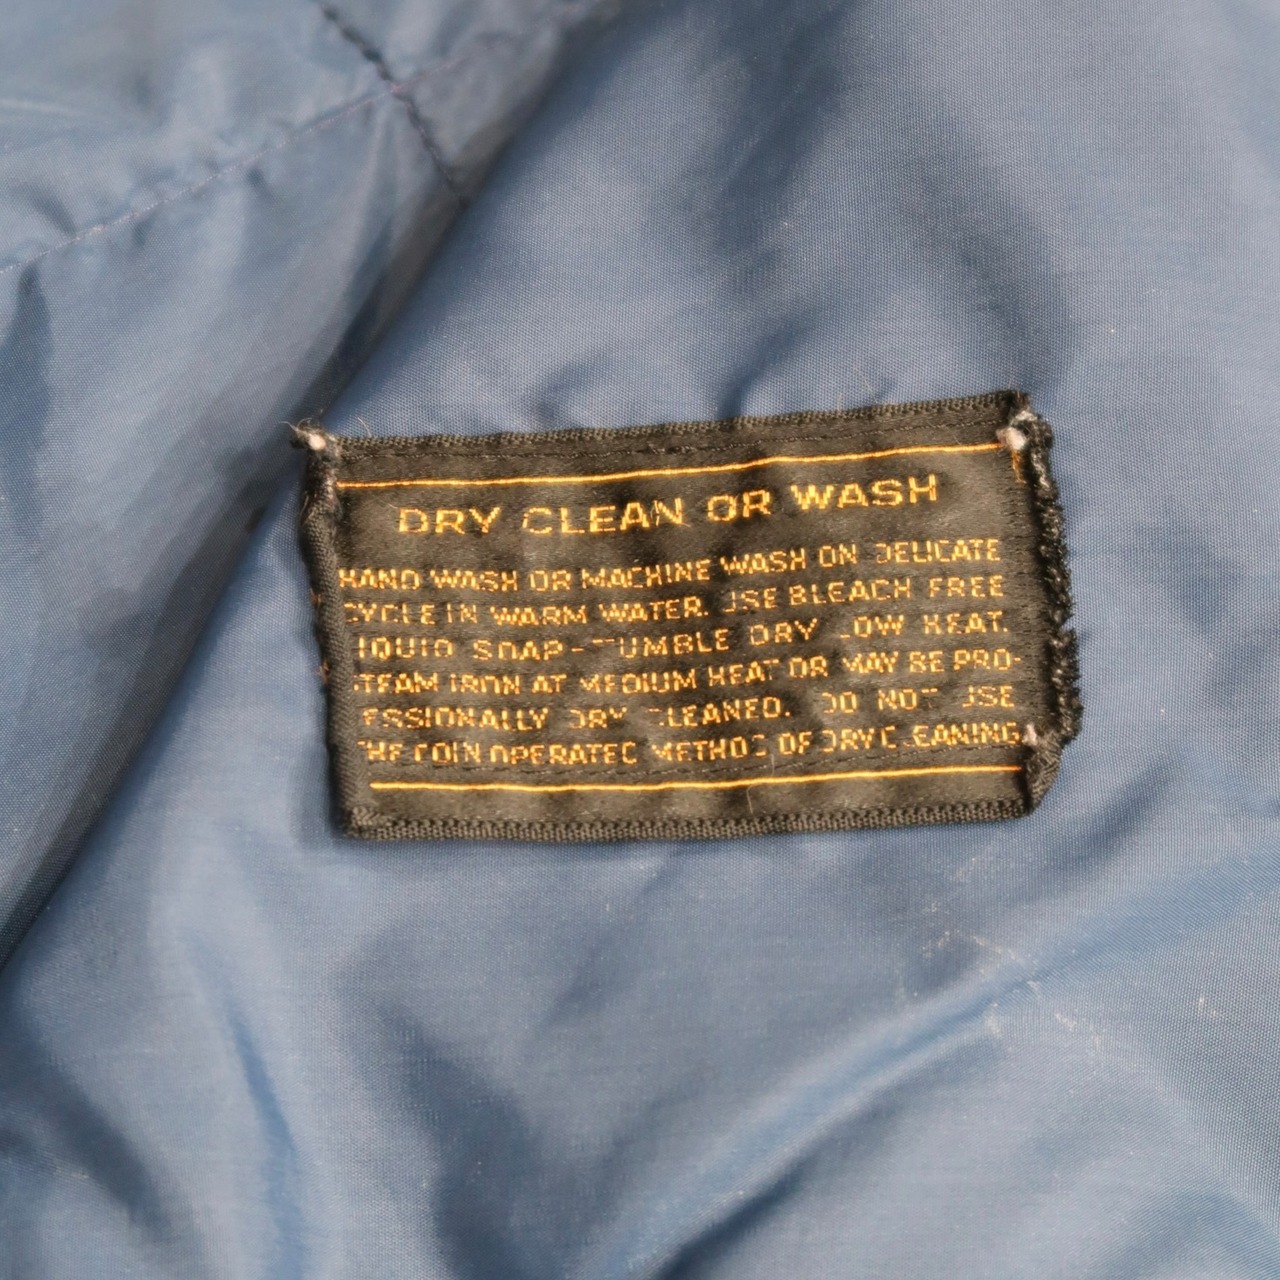 DRY CLEAN OR WASH
HAND WASH OR MACHINE WASH ON DELICATE
CYCLE IN WARM WATER. USE BLEACH FREE
LIQUID SOAP-TUMBLE DRY LOW HEAT.
STEAM IRON AT MEDIUM HEAT OR MAY BE PRO-
FESSIONALLY DRY CLEANED. DO NOT USE
THE COIN OPERATED METHOD OF DRY CLEANING.